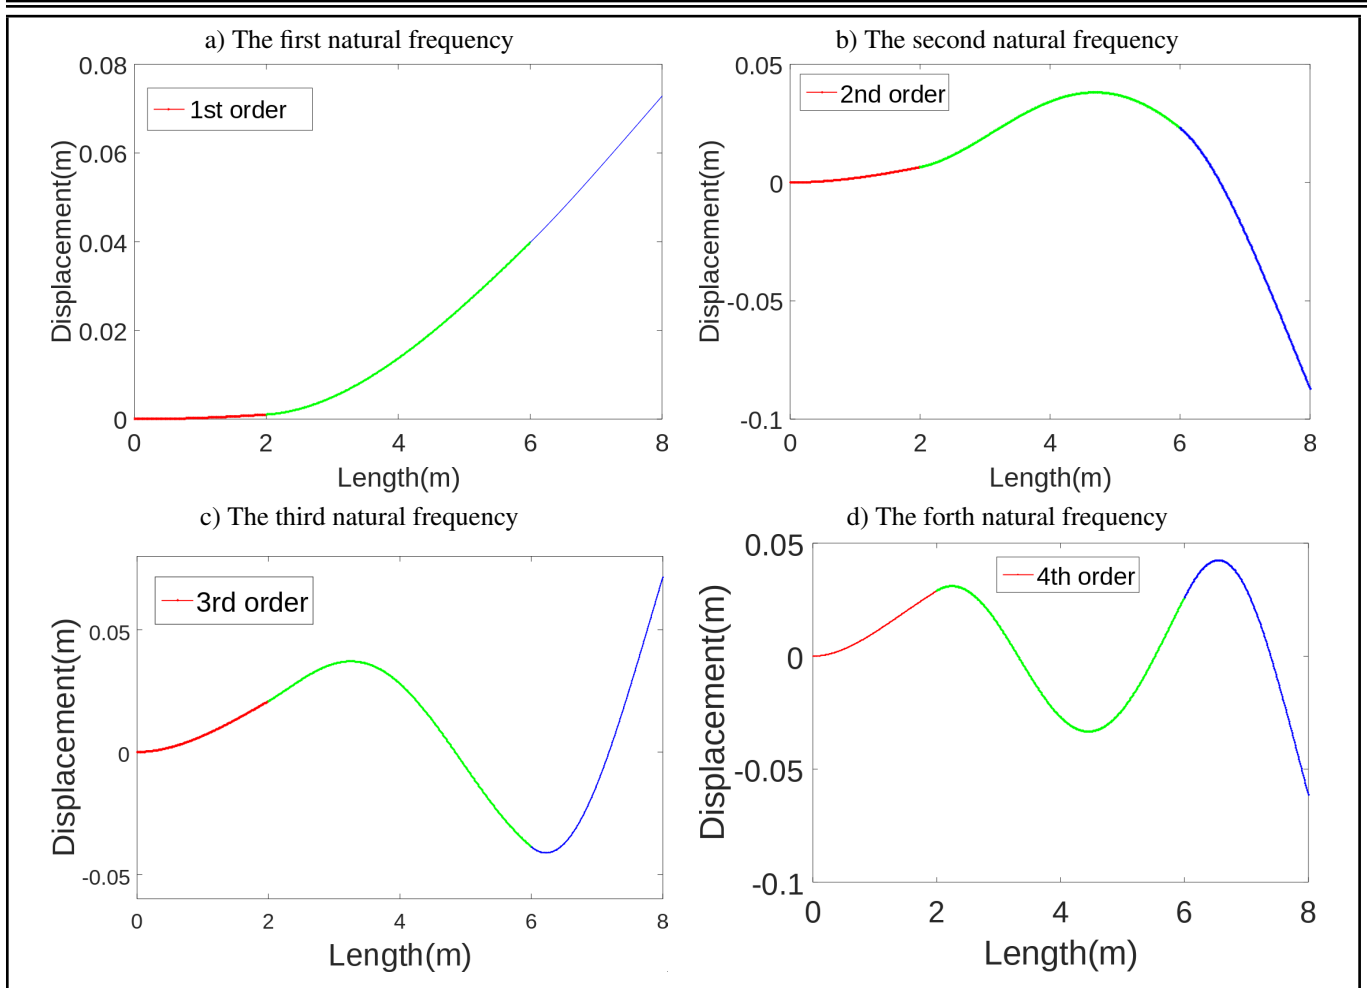 a) The first natural frequency
0.08
0.06
0.04
0.02
0
1st order
Displacement(m)
0 2 4 6 8
Length(m)
b) The second natural frequency
0.05
0
-0.05
-0.1
2nd order
Displacement(m)
0 2 4 6 8
Length(m)
c) The third natural frequency
0.05
0
-0.05
3rd order
Displacement(m)
0 2 4 6 8
Length(m)
d) The forth natural frequency
0.05
0
-0.05
-0.1
4th order
Displacement(m)
0 2 4 6 8
Length(m)